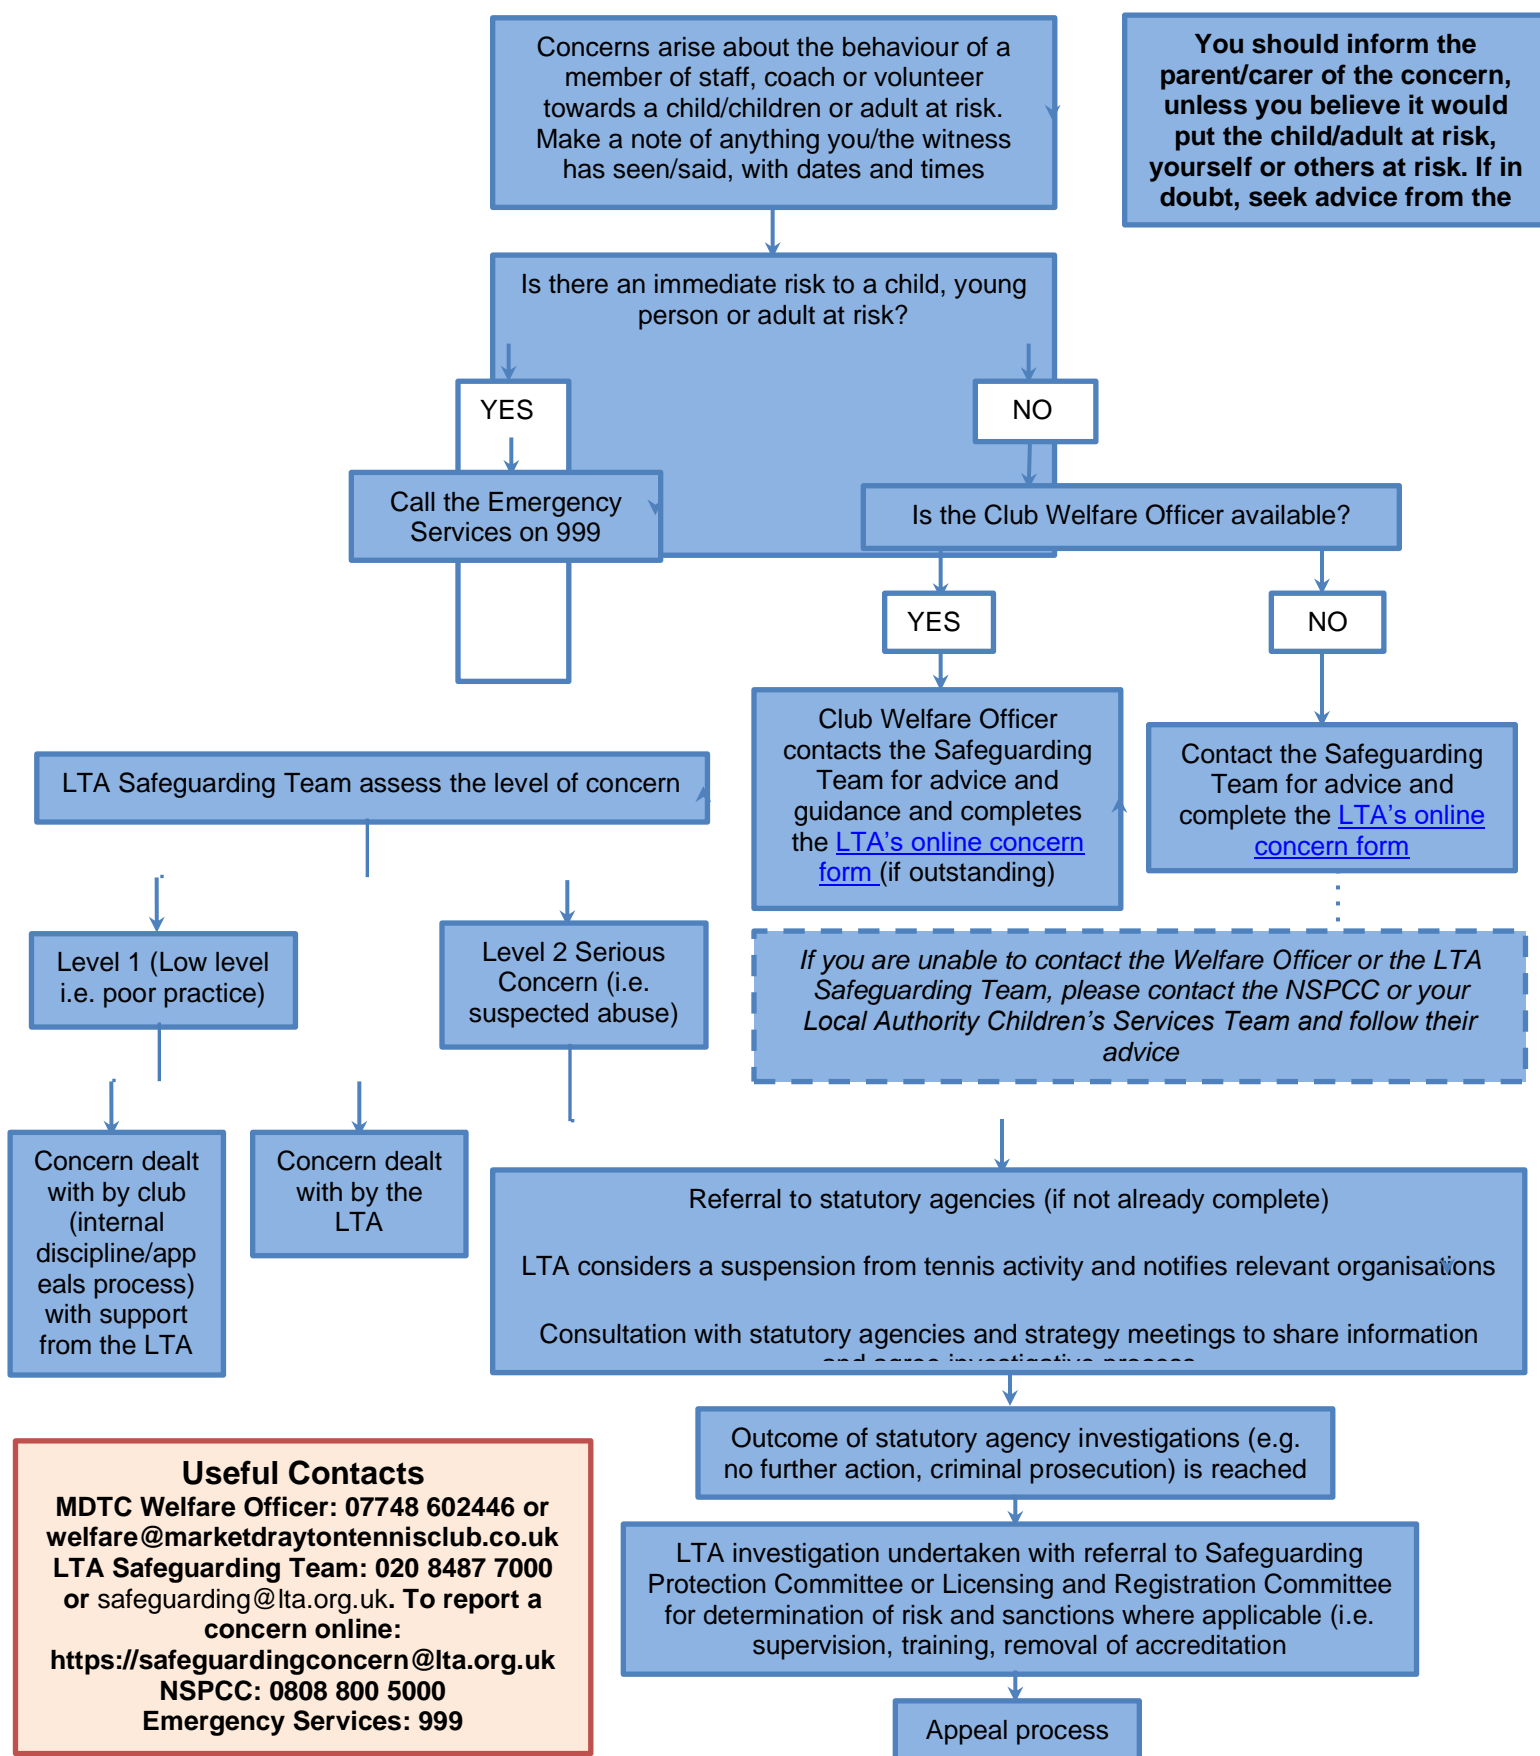 Concerns arise about the behaviour of a
member of staff, coach or volunteer
towards a child/children or adult at risk.
Make a note of anything you/the witness
has seen/said, with dates and times
You should inform the
parent/carer of the concern,
unless you believe it would
put the child/adult at risk,
yourself or others at risk. If in
doubt, seek advice from the
Is there an immediate risk to a child, young
person or adult at risk?
YES
NO
Call the Emergency
Services on 999
Is the Club Welfare Officer available?
YES
NO
Club Welfare Officer
contacts the Safeguarding
Team for advice and
guidance and completes
the LTA’s online concern
form (if outstanding)
Contact the Safeguarding
Team for advice and
complete the LTA’s online
concern form
LTA Safeguarding Team assess the level of concern
Level 1 (Low level
i.e. poor practice)
Level 2 Serious
Concern (i.e.
suspected abuse)
If you are unable to contact the Welfare Officer or the LTA
Safeguarding Team, please contact the NSPCC or your
Local Authority Children’s Services Team and follow their
advice
Concern dealt
with by club
(internal
discipline/app
eals process)
with support
from the LTA
Concern dealt
with by the
LTA
Referral to statutory agencies (if not already complete)
LTA considers a suspension from tennis activity and notifies relevant organisations
Consultation with statutory agencies and strategy meetings to share information
and agree investigative process
Outcome of statutory agency investigations (e.g.
no further action, criminal prosecution) is reached
LTA investigation undertaken with referral to Safeguarding
Protection Committee or Licensing and Registration Committee
for determination of risk and sanctions where applicable (i.e.
supervision, training, removal of accreditation
Appeal process
Useful Contacts
MDTC Welfare Officer: 07748 602446 or
welfare@marketdraytontennisclub.co.uk
LTA Safeguarding Team: 020 8487 7000
or safeguarding@lta.org.uk. To report a
concern online:
https://safeguardingconcern@lta.org.uk
NSPCC: 0808 800 5000
Emergency Services: 999